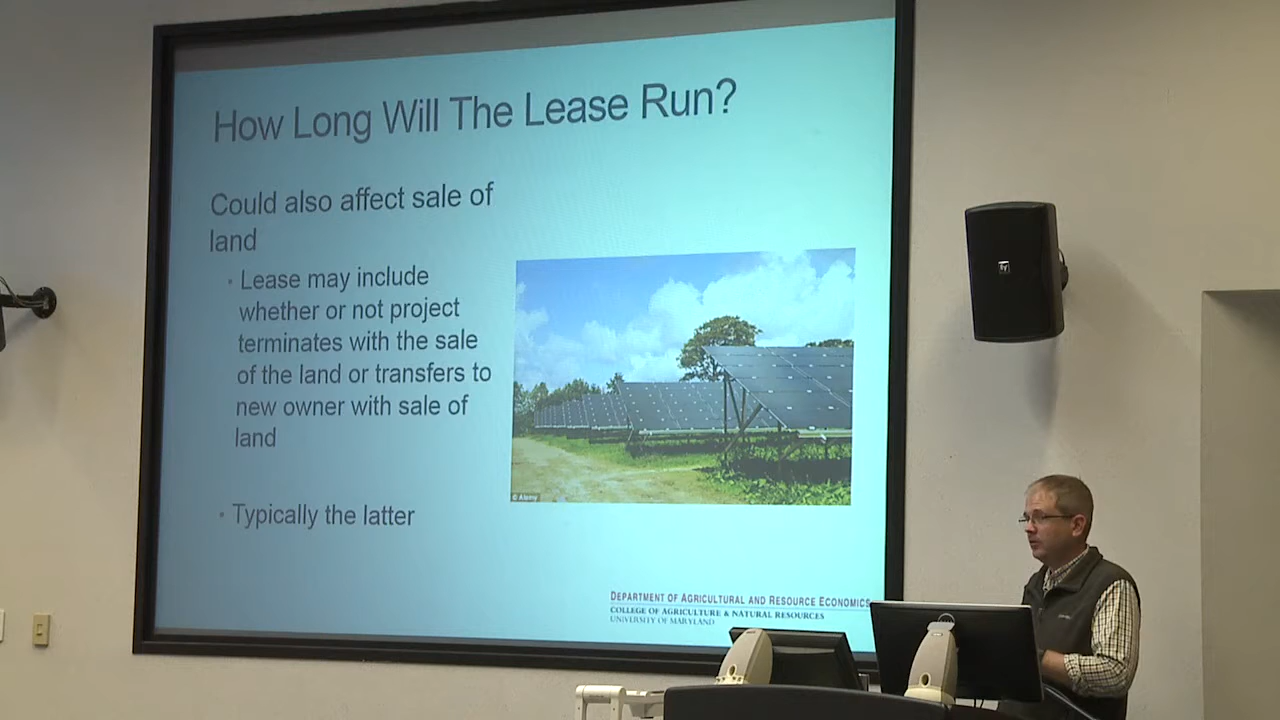 How Long Will The Lease Run?
Could also affect sale of
land
• Lease may include
whether or not project
terminates with the sale
of the land or transfers to
new owner with sale of
land
• Typically the latter
© Alamy
DEPARTMENT OF AGRICULTURAL AND RESOURCE ECONOMICS
COLLEGE OF AGRICULTURE & NATURAL RESOURCES
UNIVERSITY OF MARYLAND
EV